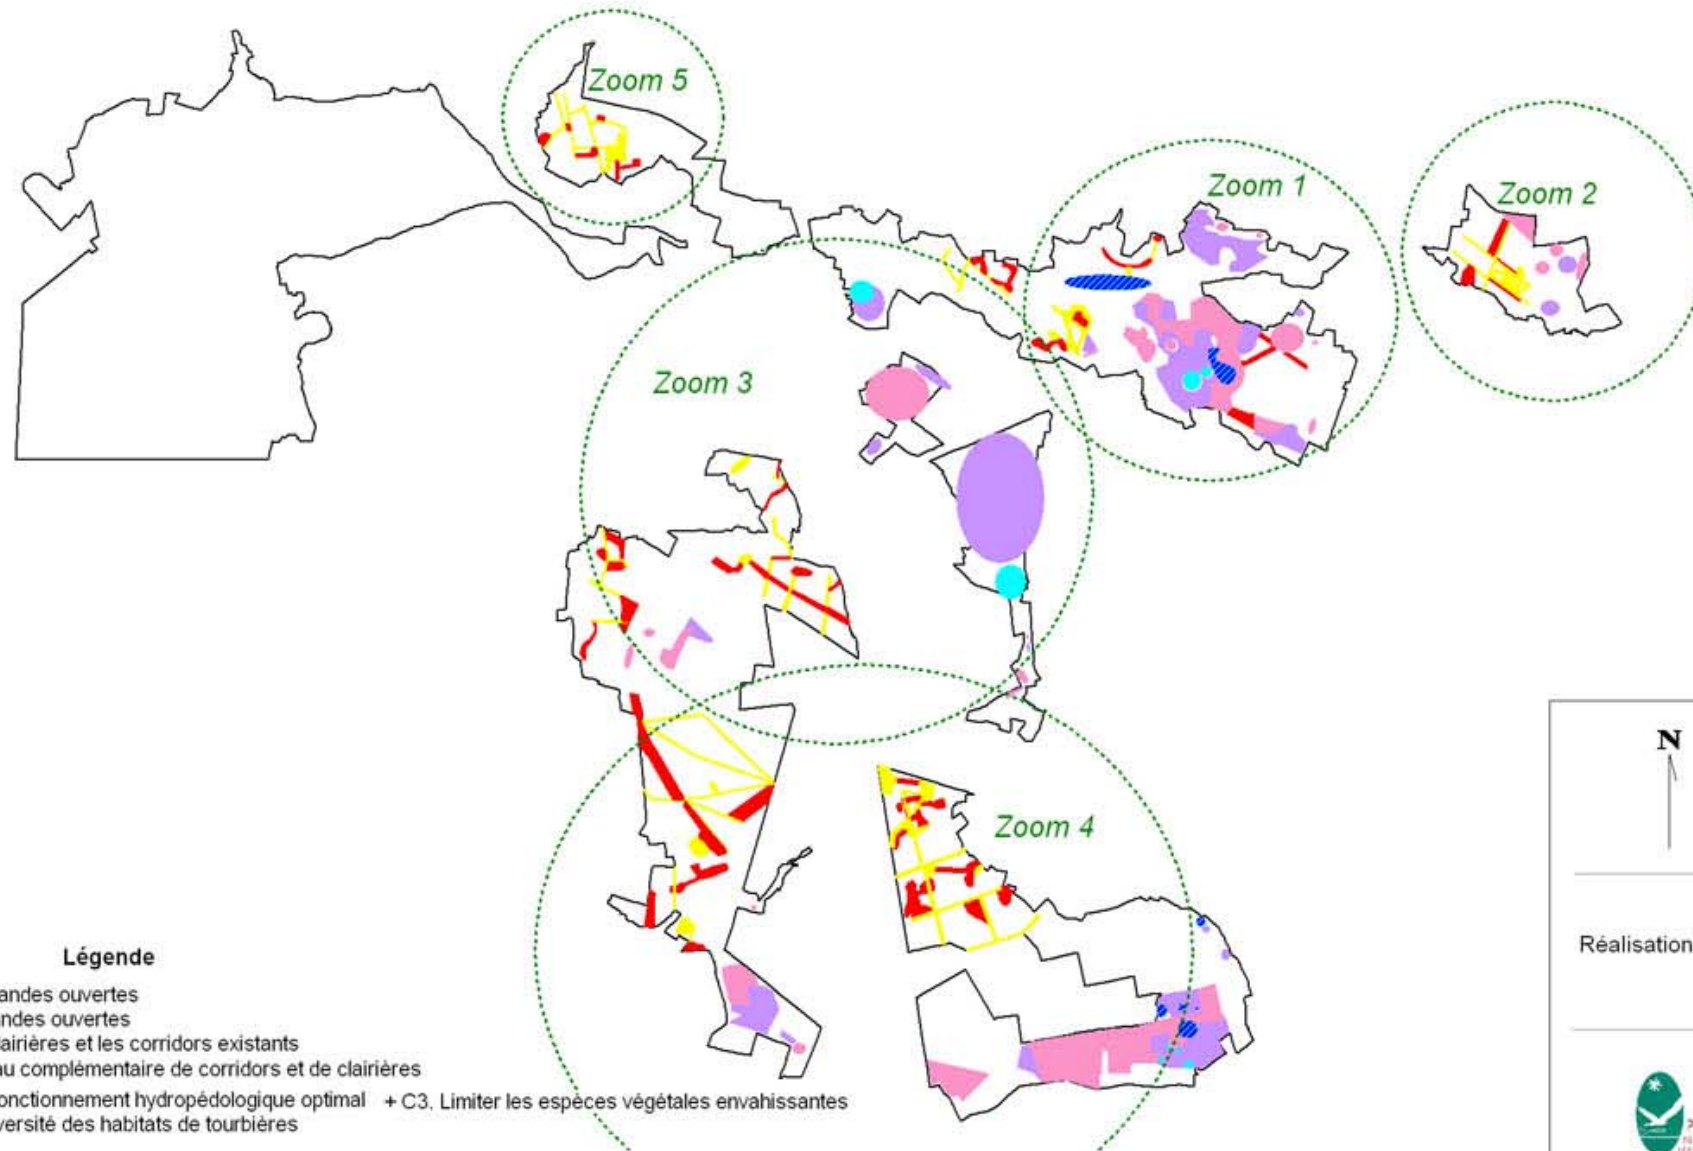 Zoom 5
Zoom 1
Zoom 2
Zoom 3
Zoom 4
N
Réalisation
Légende
andes ouvertes
ndes ouvertes
lairières et les corridors existants
au complémentaire de corridors et de clairières
onctionnement hydropédologique optimal + C3. Limiter les espèces végétales envahissantes
versité des habitats de tourbières